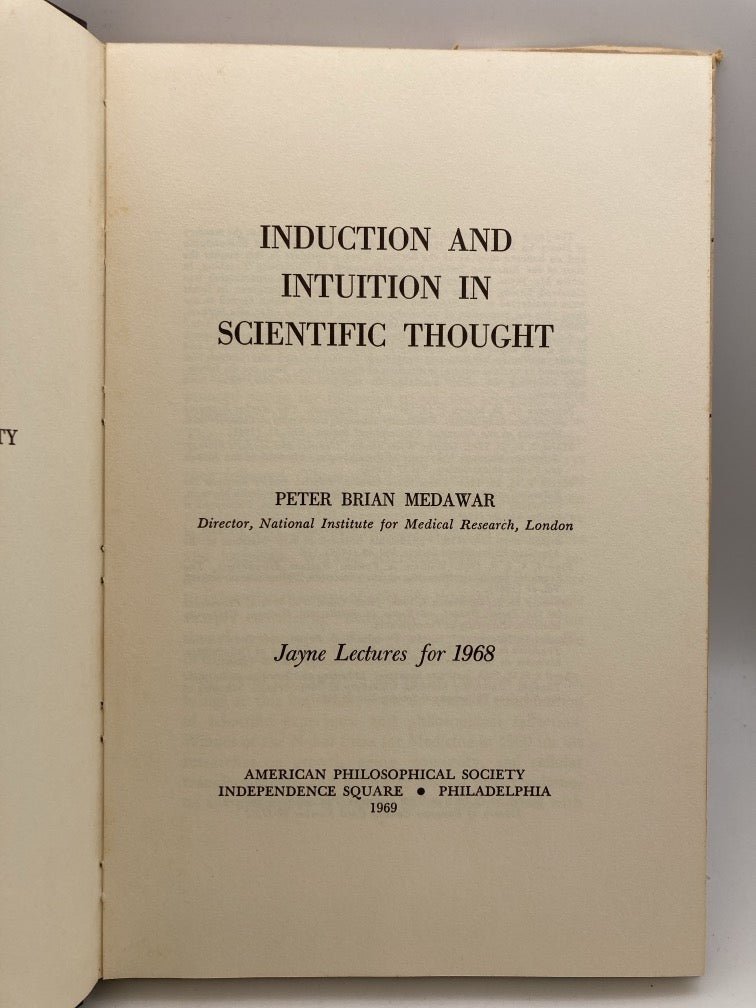 TY
INDUCTION AND
INTUITION IN
SCIENTIFIC THOUGHT
PETER BRIAN MEDAWAR
Director, National Institute for Medical Research, London
Jayne Lectures for 1968
AMERICAN PHILOSOPHICAL SOCIETY
INDEPENDENCE SQUARE ● PHILADELPHIA
1969